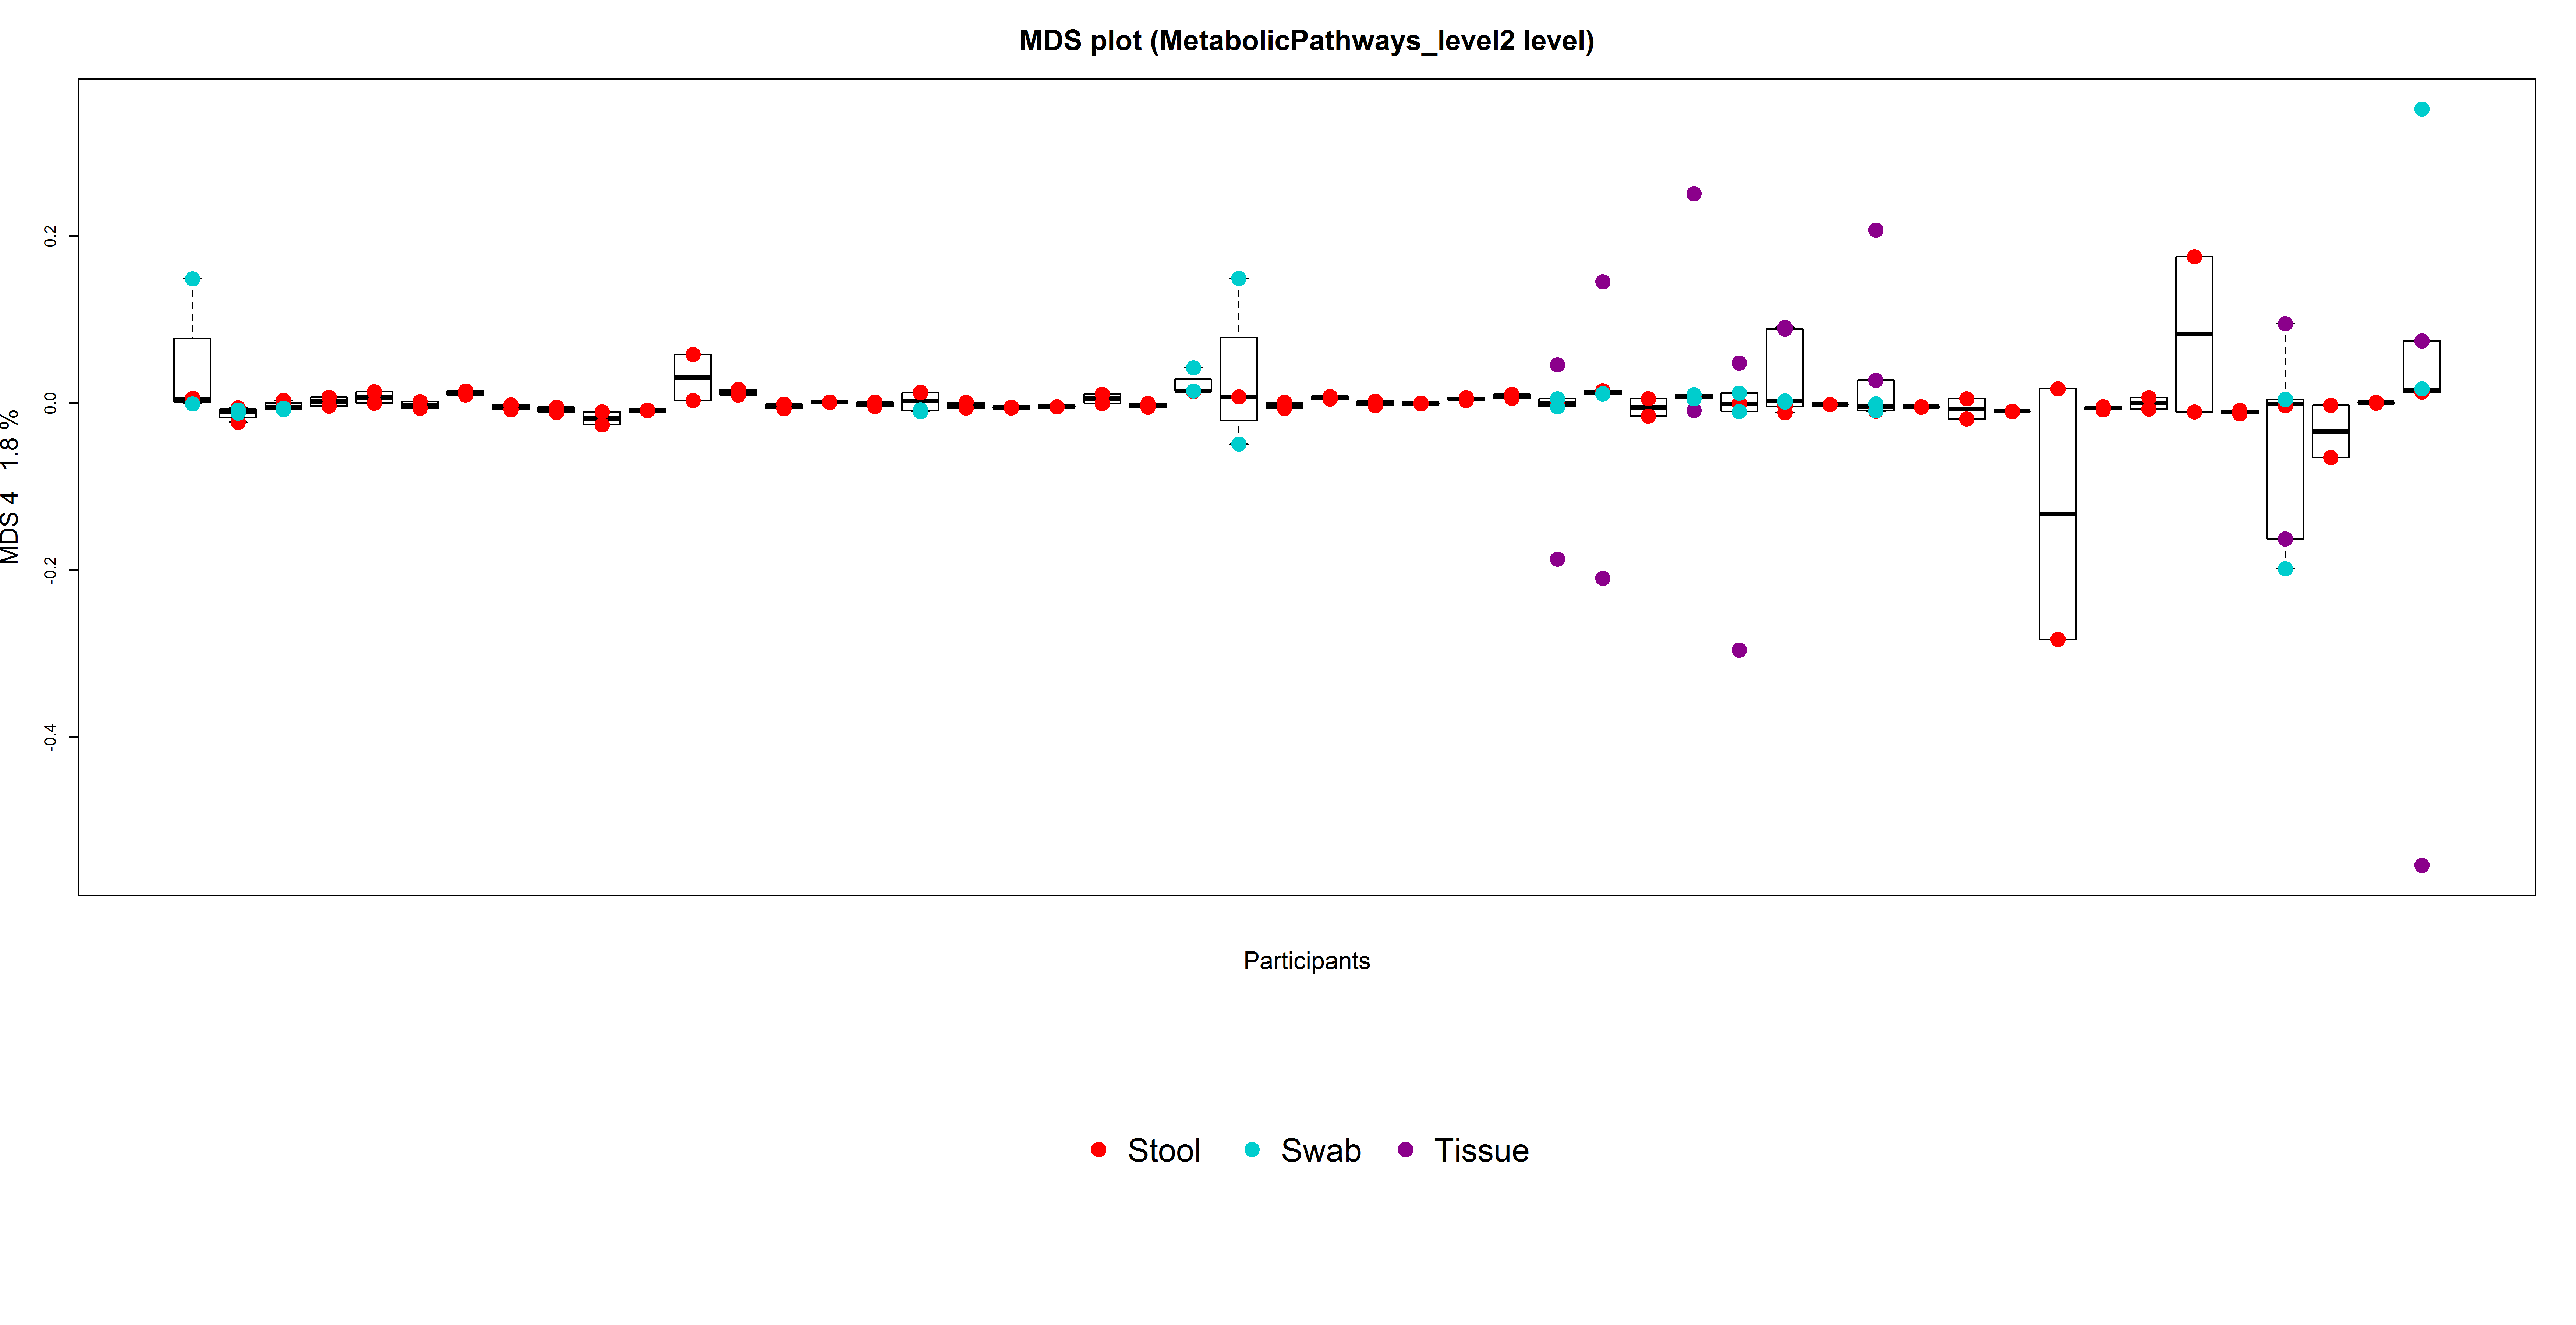 MDS plot (MetabolicPathways_level2 level)
0.2
0.0
-0.2
-0.4
MDS 4 1.8 %
Participants
Stool Swab Tissue